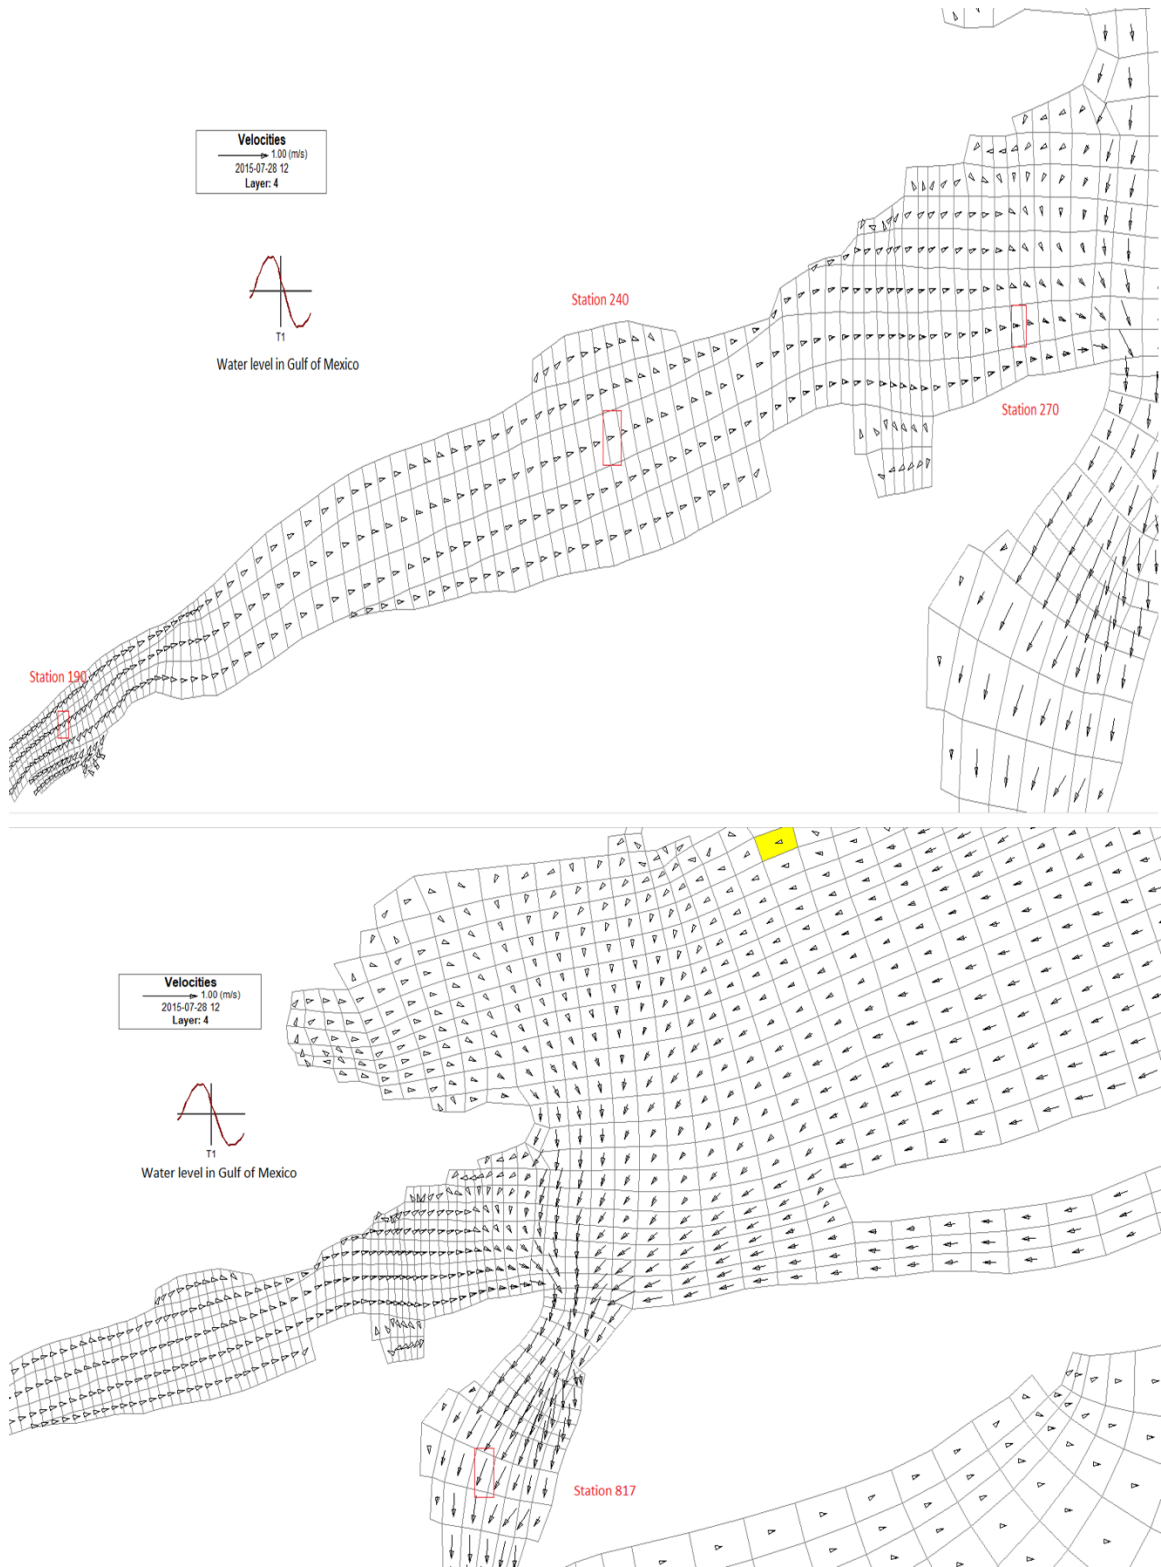 Velocities
1.00 (m/s)
2015-07-28 12
Layer: 4
T1
Water level in Gulf of Mexico
Station 240
Station 270
Station 190
Velocities
1.00 (m/s)
2015-07-28 12
Layer: 4
T1
Water level in Gulf of Mexico
Station 817